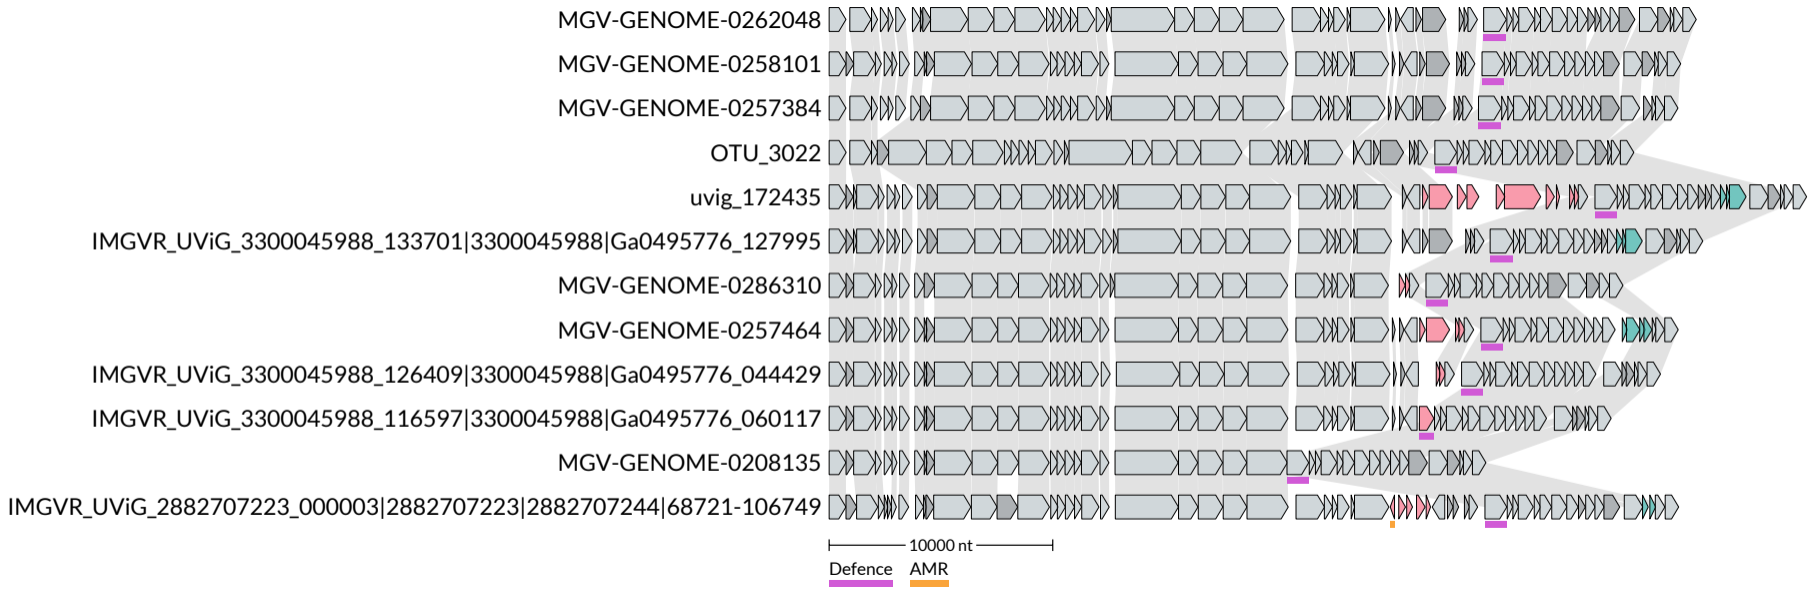 MGV-GENOME-0262048
MGV-GENOME-0258101
MGV-GENOME-0257384
OTU_3022
uvig_172435
IMGVR_UViG_3300045988_133701|3300045988|Ga0495776_127995
MGV-GENOME-0286310
MGV-GENOME-0257464
IMGVR_UViG_3300045988_126409|3300045988|Ga0495776_044429
IMGVR_UViG_3300045988_116597|3300045988|Ga0495776_060117
MGV-GENOME-0208135
IMGVR_UViG_2882707223_000003|2882707223|2882707244|68721-106749
10000 nt
Defence AMR